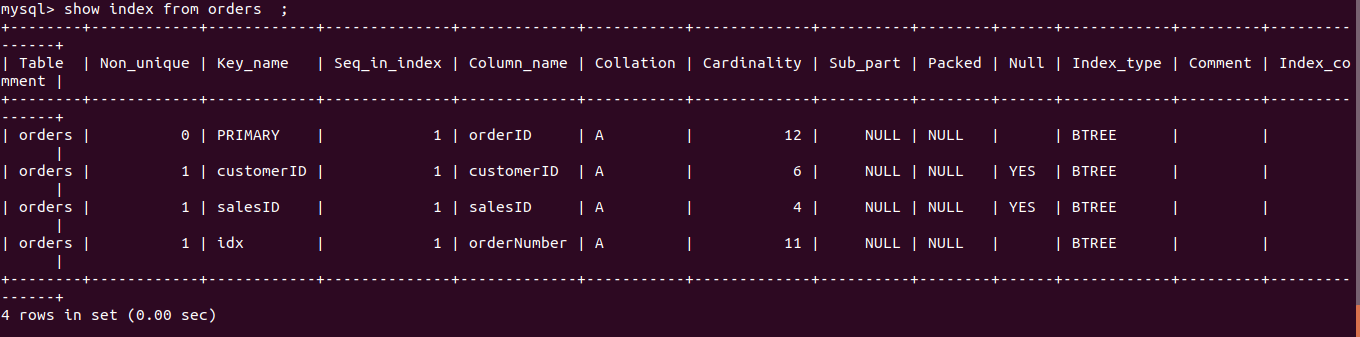 mysql> show index from orders  ;
+--------+------------+------------+--------------+-------------+-----------+-------------+----------+--------+------+------------+---------+---------
------+
| Table  | Non_unique | Key_name   | Seq_in_index | Column_name | Collation | Cardinality | Sub_part | Packed | Null | Index_type | Comment | Index_co
mment |
+--------+------------+------------+--------------+-------------+-----------+-------------+----------+--------+------+------------+---------+---------
------+
| orders |          0 | PRIMARY    |            1 | orderID     | A         |          12 |     NULL | NULL   |      | BTREE      |         |
      |
| orders |          1 | customerID |            1 | customerID  | A         |           6 |     NULL | NULL   | YES  | BTREE      |         |
      |
| orders |          1 | salesID    |            1 | salesID     | A         |           4 |     NULL | NULL   | YES  | BTREE      |         |
      |
| orders |          1 | idx        |            1 | orderNumber | A         |          11 |     NULL | NULL   |      | BTREE      |         |
      |
+--------+------------+------------+--------------+-------------+-----------+-------------+----------+--------+------+------------+---------+---------
------+
4 rows in set (0.00 sec)